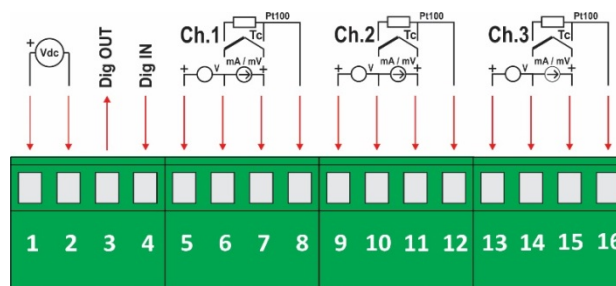 + Vdc
Dig OUT
Dig IN
Ch.1
Pt100
Tc
mA / mV
+ V +
Ch.2
Pt100
Tc
mA / mV
+ V +
Ch.3
Pt100
Tc
mA / mV
+ V +
1 2 3 4 5 6 7 8 9 10 11 12 13 14 15 16